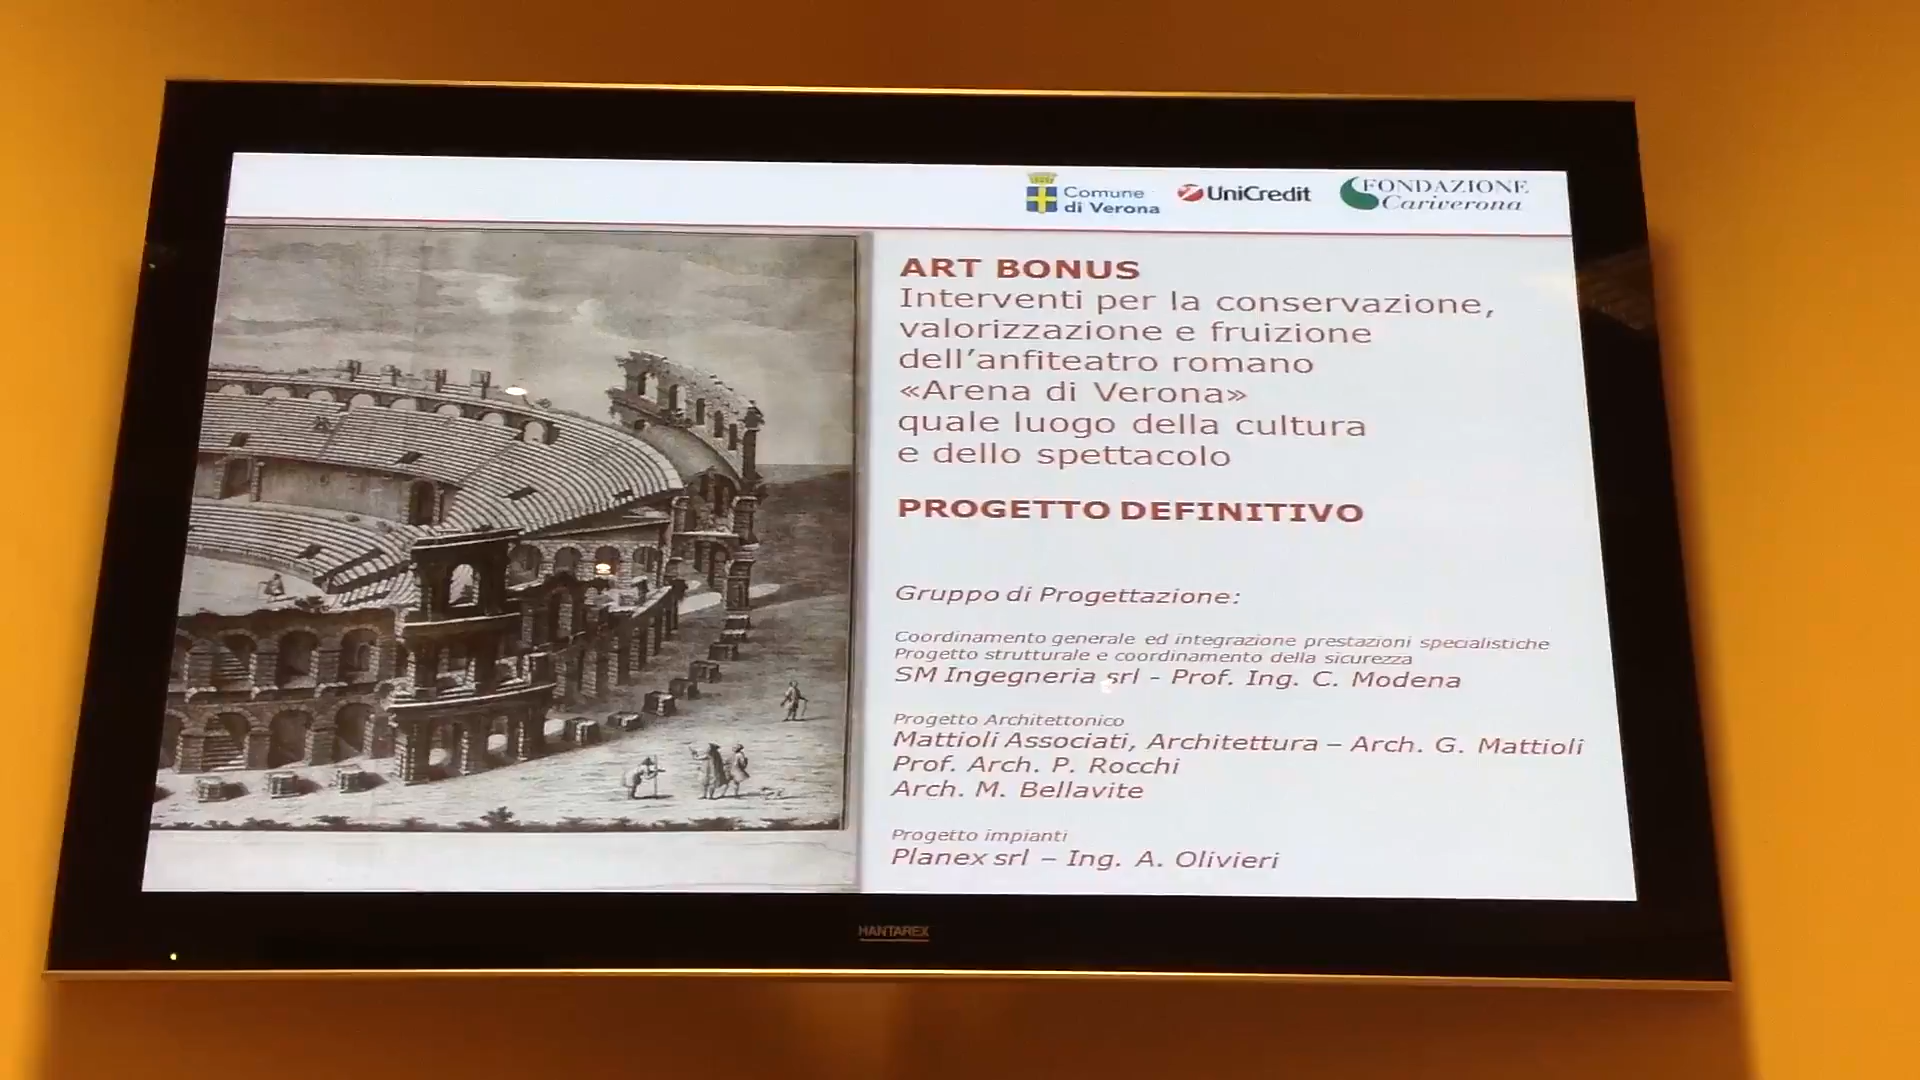 Comune
di Verona
UniCredit
FONDAZIONE
Cariverona
ART BONUS
Interventi per la conservazione,
valorizzazione e fruizione
dell’anfiteatro romano
«Arena di Verona»
quale luogo della cultura
e dello spettacolo
PROGETTO DEFINITIVO
Gruppo di Progettazione:
Coordinamento generale ed integrazione prestazioni specialistiche
Progetto strutturale e coordinamento della sicurezza
SM Ingegneria srl - Prof. Ing. C. Modena
Progetto Architettonico
Mattioli Associati, Architettura – Arch. G. Mattioli
Prof. Arch. P. Rocchi
Arch. M. Bellavite
Progetto impianti
Planex srl – Ing. A. Olivieri
HANTAREX